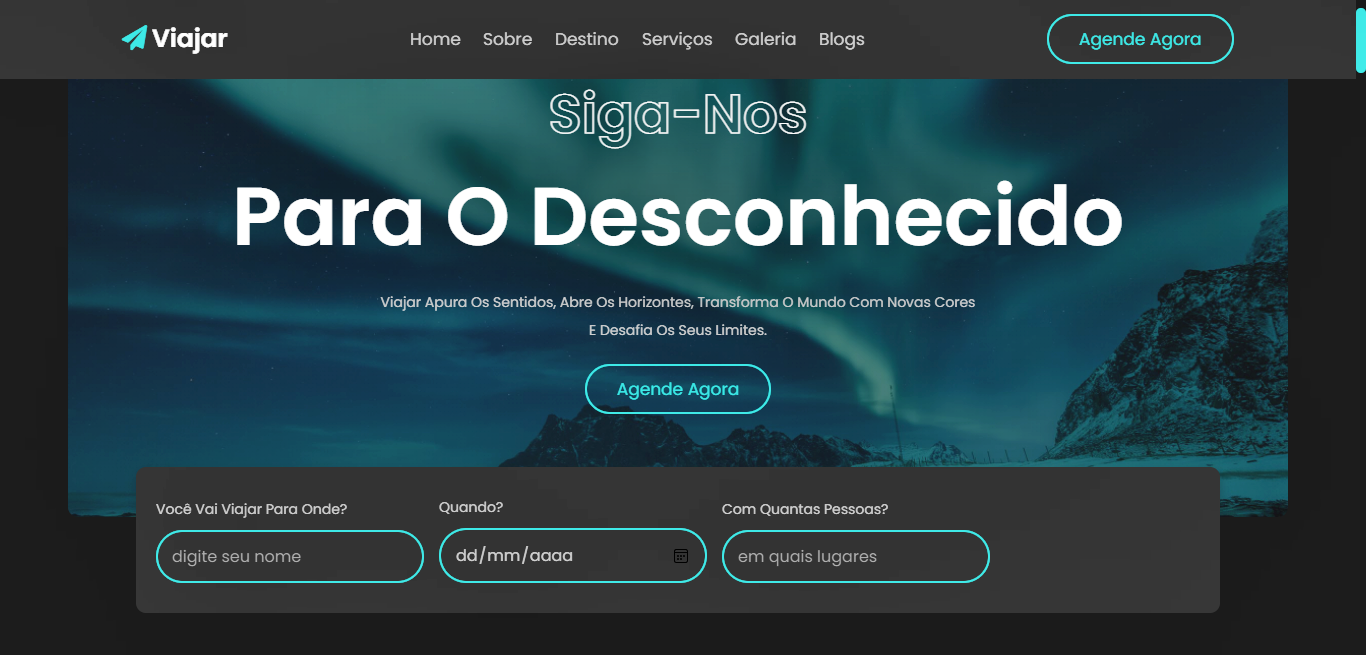 Viajar
Home Sobre Destino Serviços Galeria Blogs
Agende Agora
Siga-Nos
Para O Desconhecido
Viajar Apura Os Sentidos, Abre Os Horizontes, Transforma O Mundo Com Novas Cores
E Desafia Os Seus Limites.
Agende Agora
Você Vai Viajar Para Onde?
digite seu nome
Quando?
dd/mm/aaaa
Com Quantas Pessoas?
em quais lugares